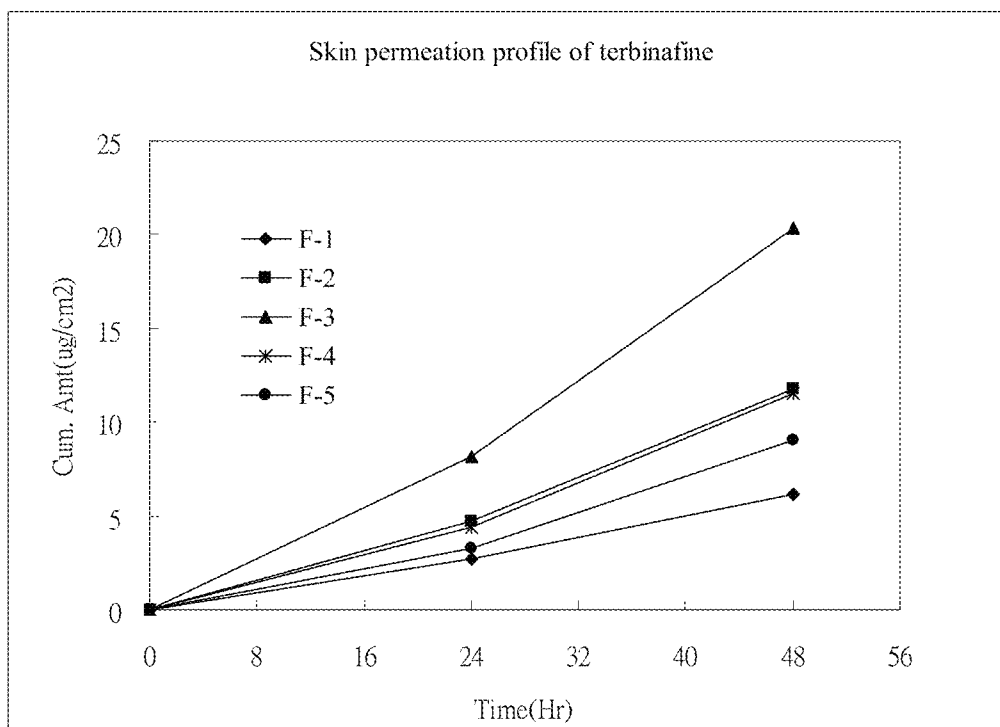 Skin permeation profile of terbinafine
25
20
15
10
5
0
Cum. Amt(ug/cm2)
F-1
F-2
F-3
F-4
F-5
0 8 16 24 32 40 48 56
Time(Hr)